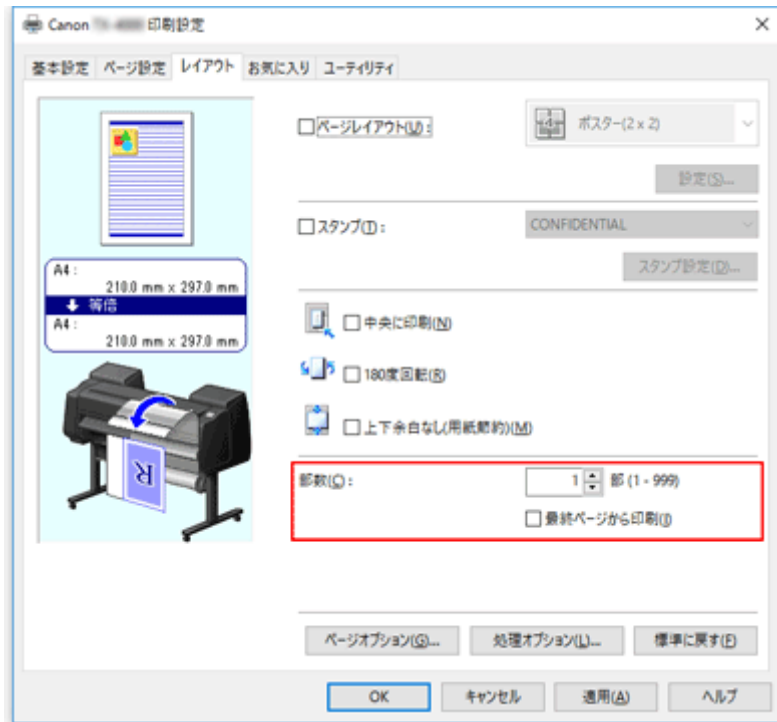 Canon 印刷設定
基本設定 ページ設定 レイアウト お気に入り ユーティリティ
ページレイアウト(U):
ポスター(2 x 2)
設定(S)...
スタンプ(T):
CONFIDENTIAL
スタンプ設定(D)...
A4 :
210.0 mm x 297.0 mm
等倍
A4 :
210.0 mm x 297.0 mm
中央に印刷(N)
180度回転(R)
上下余白なし(用紙節約)(M)
R
部数(C):
1 部 (1 - 999)
最終ページから印刷(I)
ページオプション(G)... 処理オプション(L)... 標準に戻す(F)
OK キャンセル 適用(A) ヘルプ